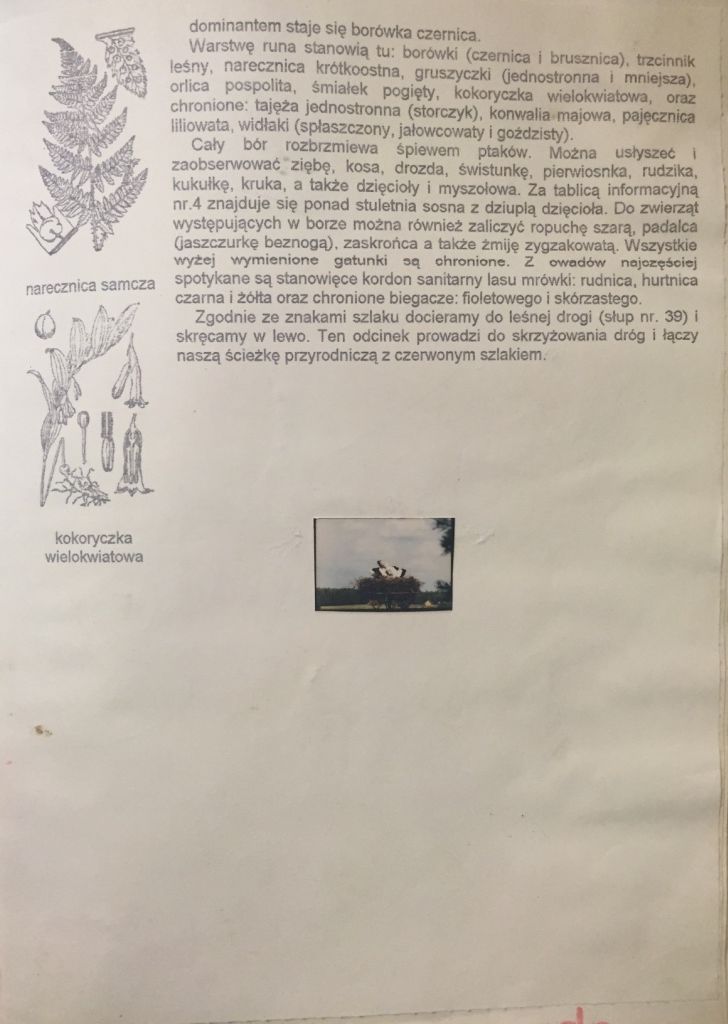 dominantem staje się borówka czernica.
Warstwę runa stanowią tu: borówki (czernica i brusznica), trzcinnik
leśny, narecznica krótkoostna, gruszyczki (jednostronna i mniejsza),
orlica pospolita, śmiałek pogięty, kokoryczka wielokwiatowa, oraz
chronione: tajęża jednostronna (storczyk), konwalia majowa, pajęcznica
liliowata, widłaki (spłaszczony, jałowcowaty i goździsty).
Cały bór rozbrzmiewa śpiewem ptaków. Można usłyszeć i
zaobserwować ziębę, kosa, drozda, świstunkę, pierwiosnka, rudzika,
kukułkę, kruka, a także dzięcioły i myszołowa. Za tablicą informacyjną
nr.4 znajduje się ponad stuletnia sosna z dziuplą dzięcioła. Do zwierząt
występujących w borze można również zaliczyć ropuchę szarą, padalca
(jaszczurkę beznogą), zaskrońca a także żmiję zygzakowatą. Wszystkie
wyżej wymienione gatunki są chronione. Z owadów najczęściej
spotykane są stanowięce kordon sanitarny lasu mrówki: rudnica, hurtnica
czarna i żółta oraz chronione biegacze: fioletowego i skórzastego.
Zgodnie ze znakami szlaku docieramy do leśnej drogi (słup nr. 39) i
skręcamy w lewo. Ten odcinek prowadzi do skrzyżowania dróg i łączy
naszą ścieżkę przyrodniczą z czerwonym szlakiem.
narecznica samcza
kokoryczka
wielokwiatowa